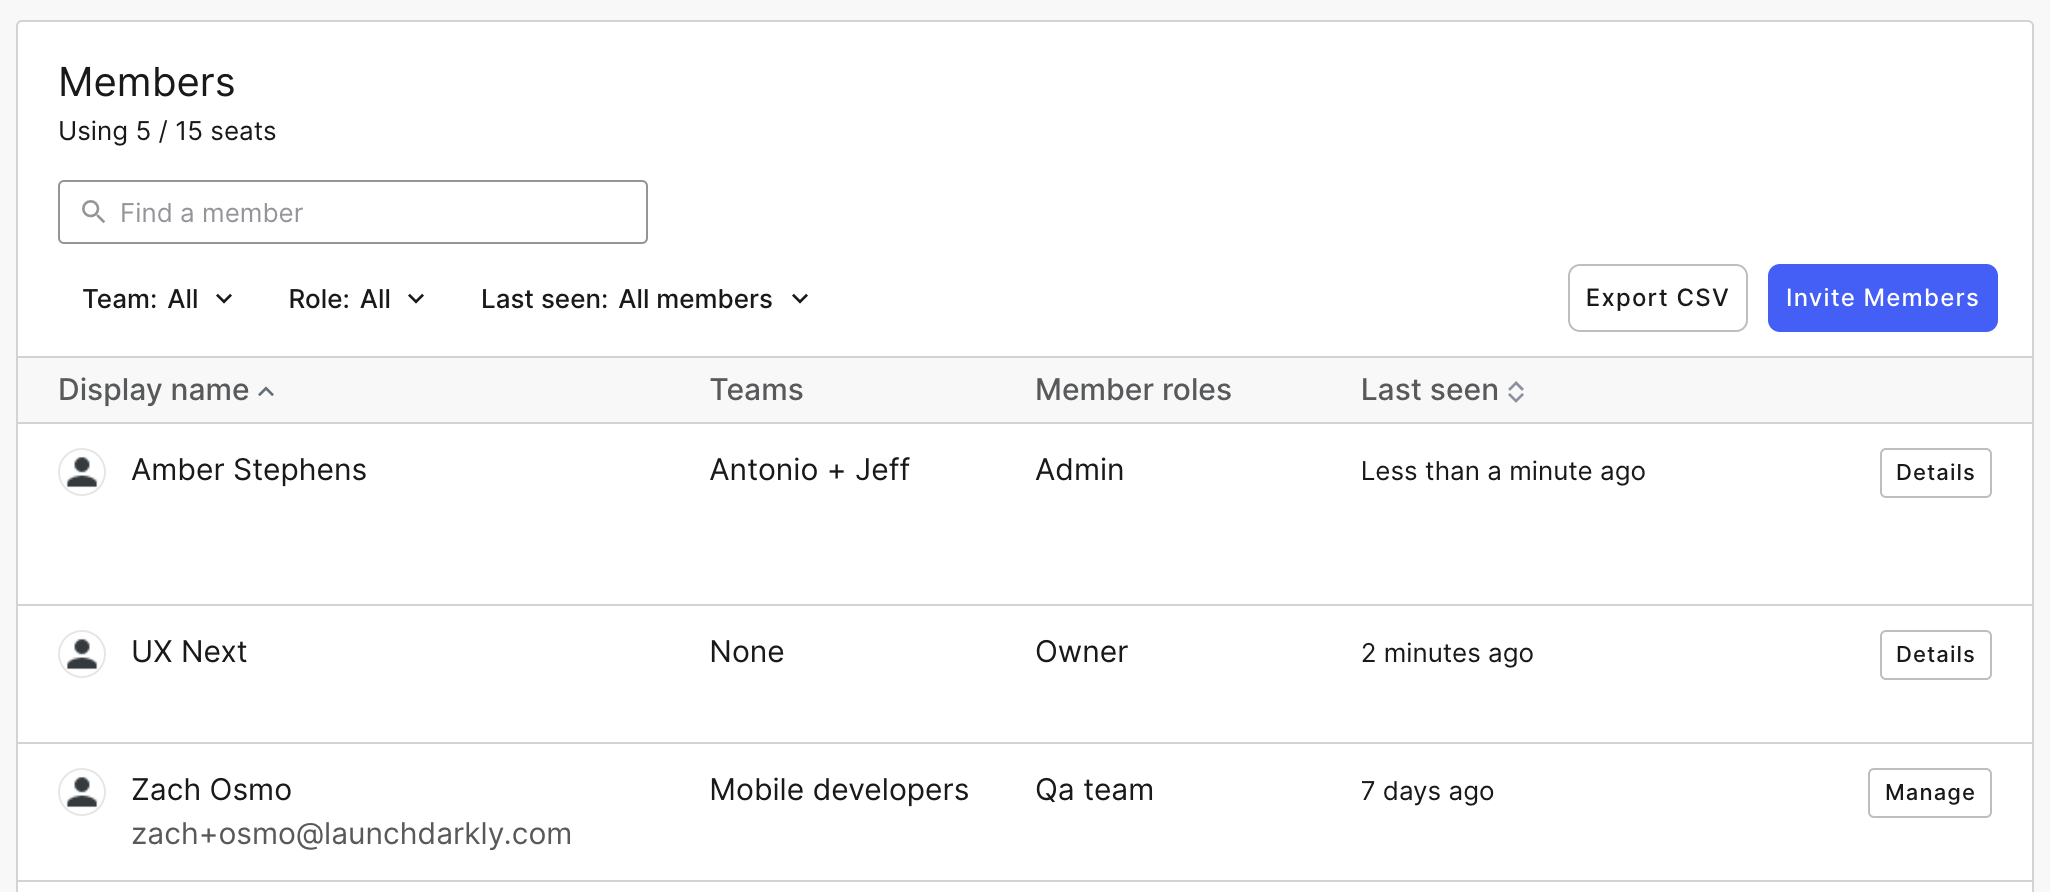 Members
Using 5 / 15 seats
Find a member
Team: All Role: All Last seen: All members Export CSV Invite Members
Display name Teams Member roles Last seen
Amber Stephens Antonio + Jeff Admin Less than a minute ago Details
UX Next None Owner 2 minutes ago Details
Zach Osmo Mobile developers Qa team 7 days ago Manage
zach+osmo@launchdarkly.com